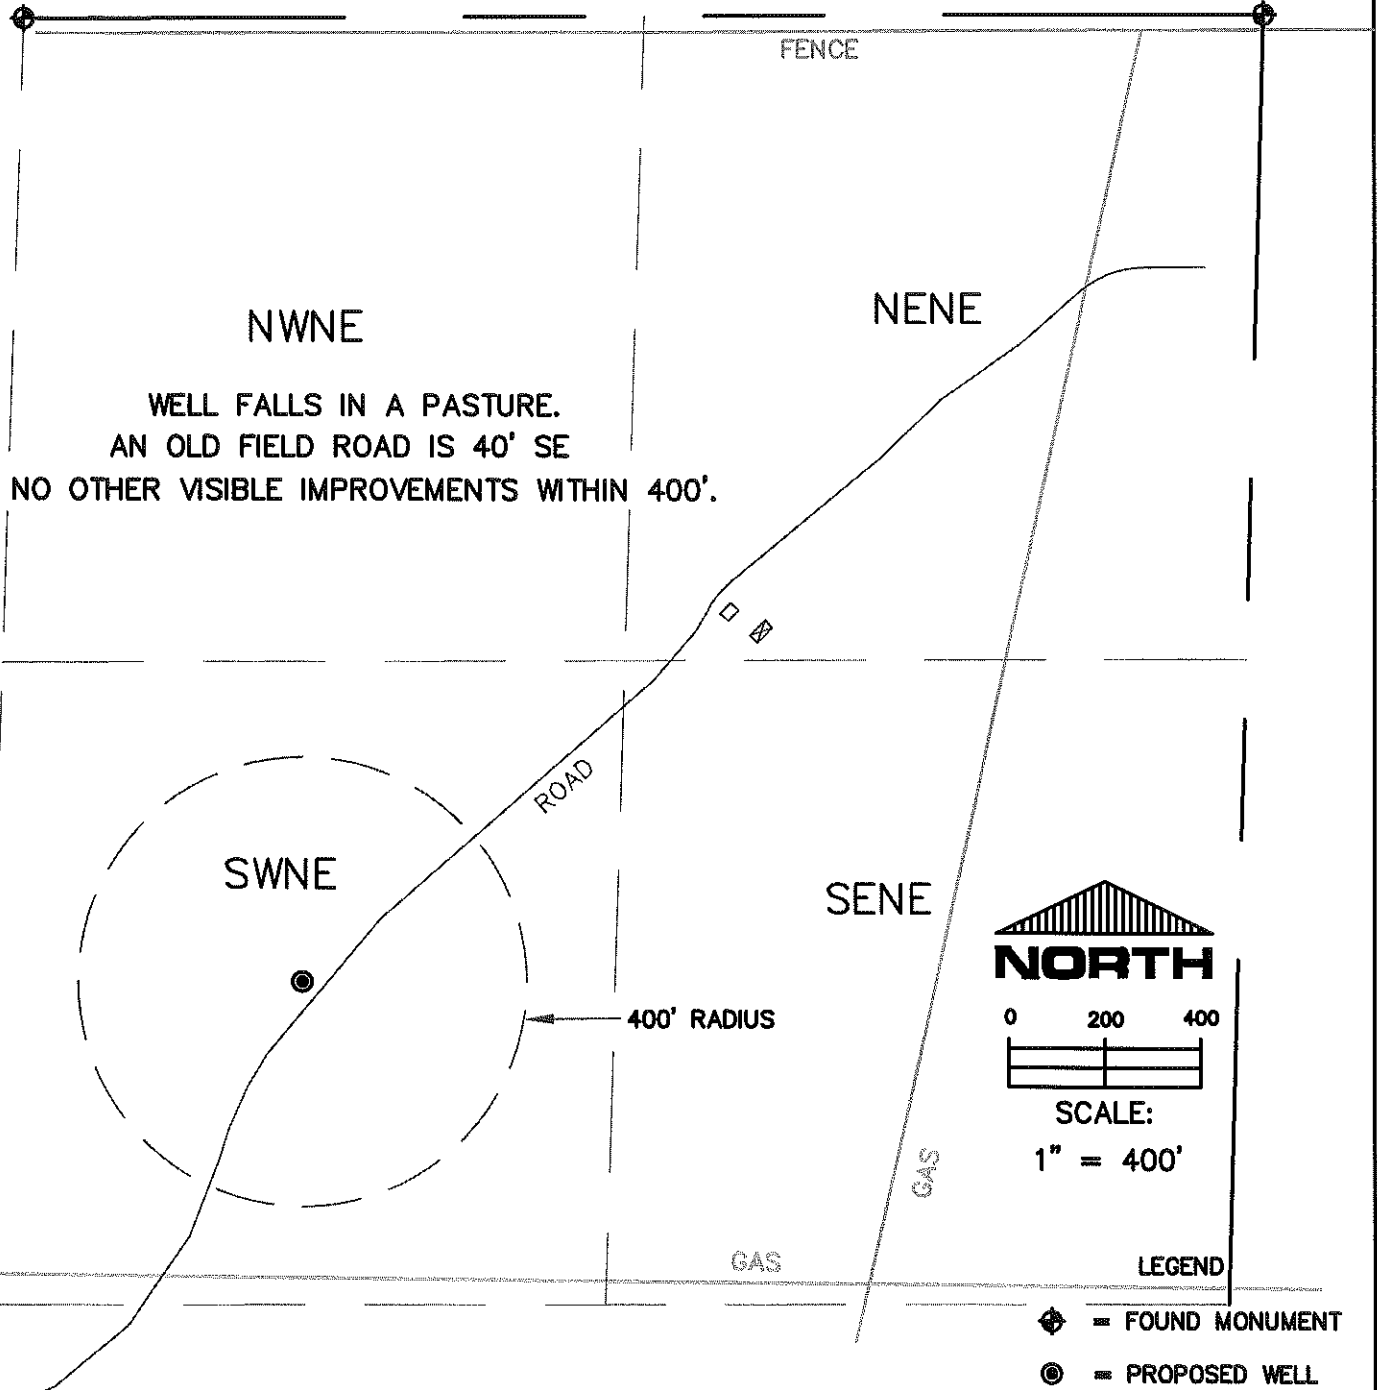 FENCE
NWNE
NENE
WELL FALLS IN A PASTURE.
AN OLD FIELD ROAD IS 40' SE
NO OTHER VISIBLE IMPROVEMENTS WITHIN 400'.
ROAD
SWNE
SENE
NORTH
400' RADIUS
0 200 400
SCALE:
1" = 400'
GAS
GAS
LEGEND
= FOUND MONUMENT
= PROPOSED WELL